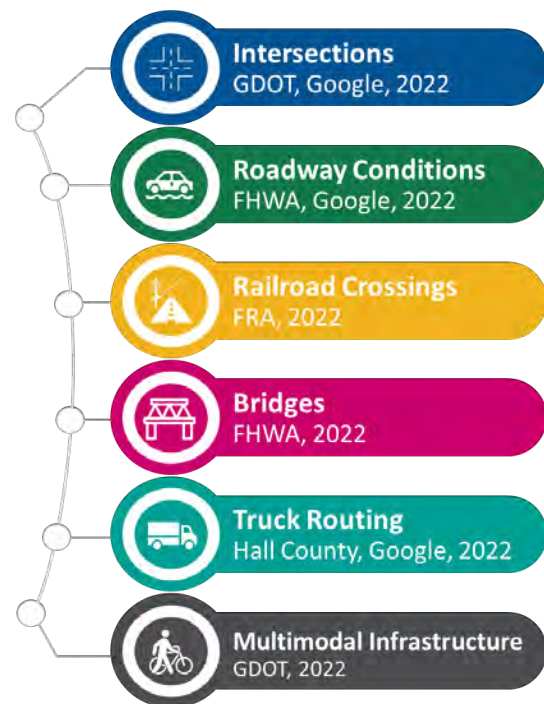 Intersections
GDOT, Google, 2022
Roadway Conditions
FHWA, Google, 2022
Railroad Crossings
FRA, 2022
Bridges
FHWA, 2022
Truck Routing
Hall County, Google, 2022
Multimodal Infrastructure
GDOT, 2022